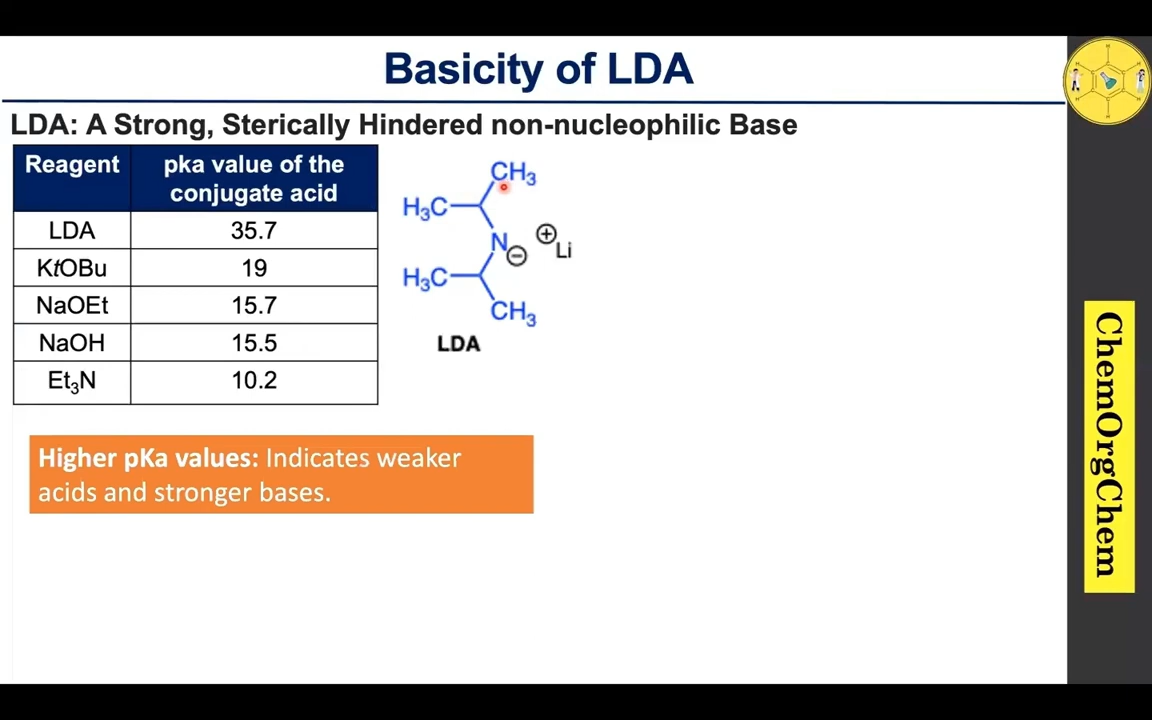 Basicity of LDA
LDA: A Strong, Sterically Hindered non-nucleophilic Base
Reagent
pka value of the
conjugate acid
LDA
35.7
KtOBu
19
NaOEt
15.7
NaOH
15.5
Et₃N
10.2
CH₃
H₃C
N ⊖
⊕ Li
H₃C
CH₃
LDA
Higher pKa values: Indicates weaker
acids and stronger bases.
ChemOrgChem